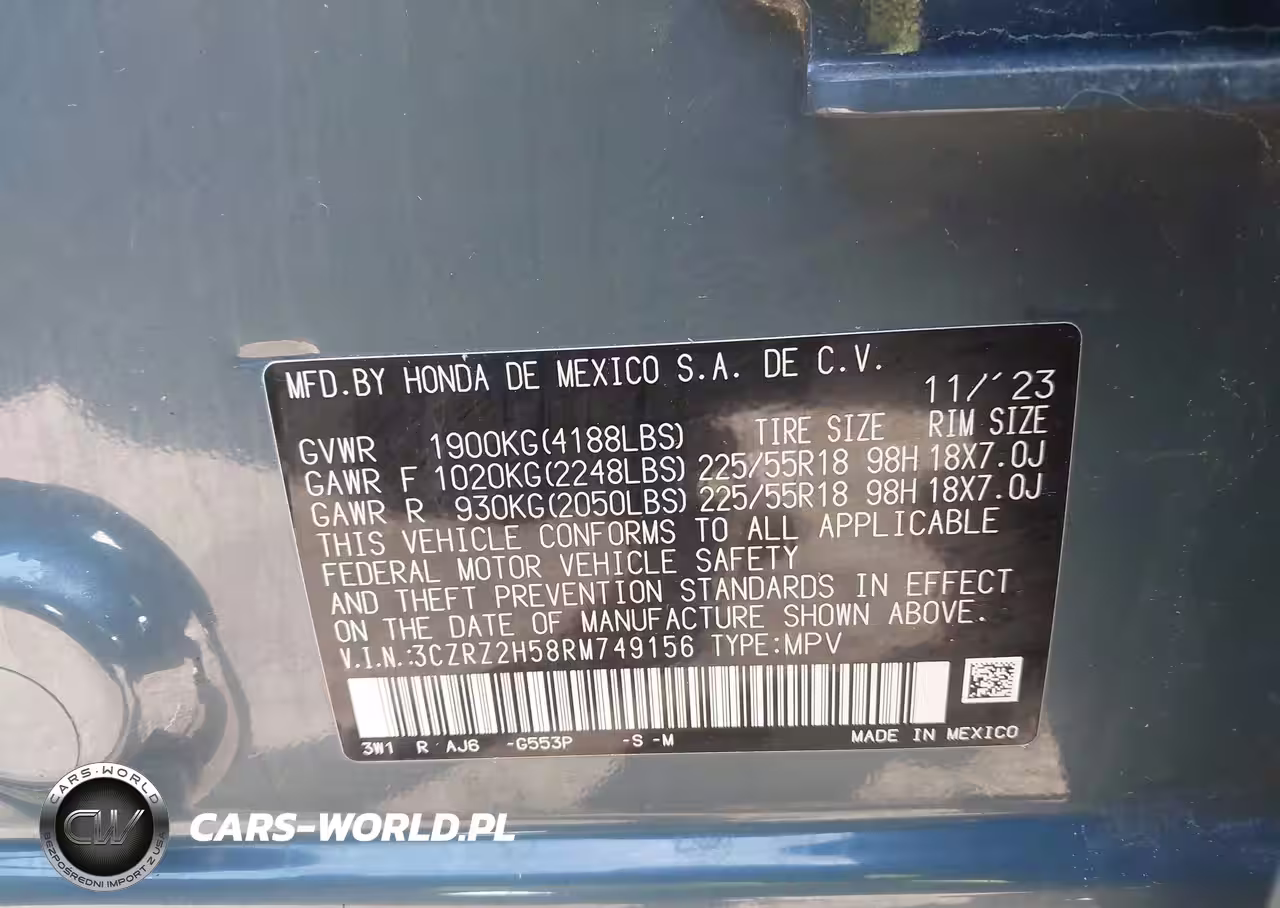 MFD.BY HONDA DE MEXICO S.A. DE C.V.
11/'23
GVWR 1900KG(4188LBS) TIRE SIZE RIM SIZE
GAWR F 1020KG(2248LBS) 225/55R18 98H 18X7.0J
GAWR R 930KG(2050LBS) 225/55R18 98H 18X7.0J
THIS VEHICLE CONFORMS TO ALL APPLICABLE
FEDERAL MOTOR VEHICLE SAFETY
AND THEFT PREVENTION STANDARDS IN EFFECT
ON THE DATE OF MANUFACTURE SHOWN ABOVE.
V.I.N.:3CZRZ2H58RM749156 TYPE:MPV
3W1 R AJ6 -G553P -S -M MADE IN MEXICO
CARS-WORLD
CW
BEZPOŚREDNI IMPORT Z USA
CARS-WORLD.PL